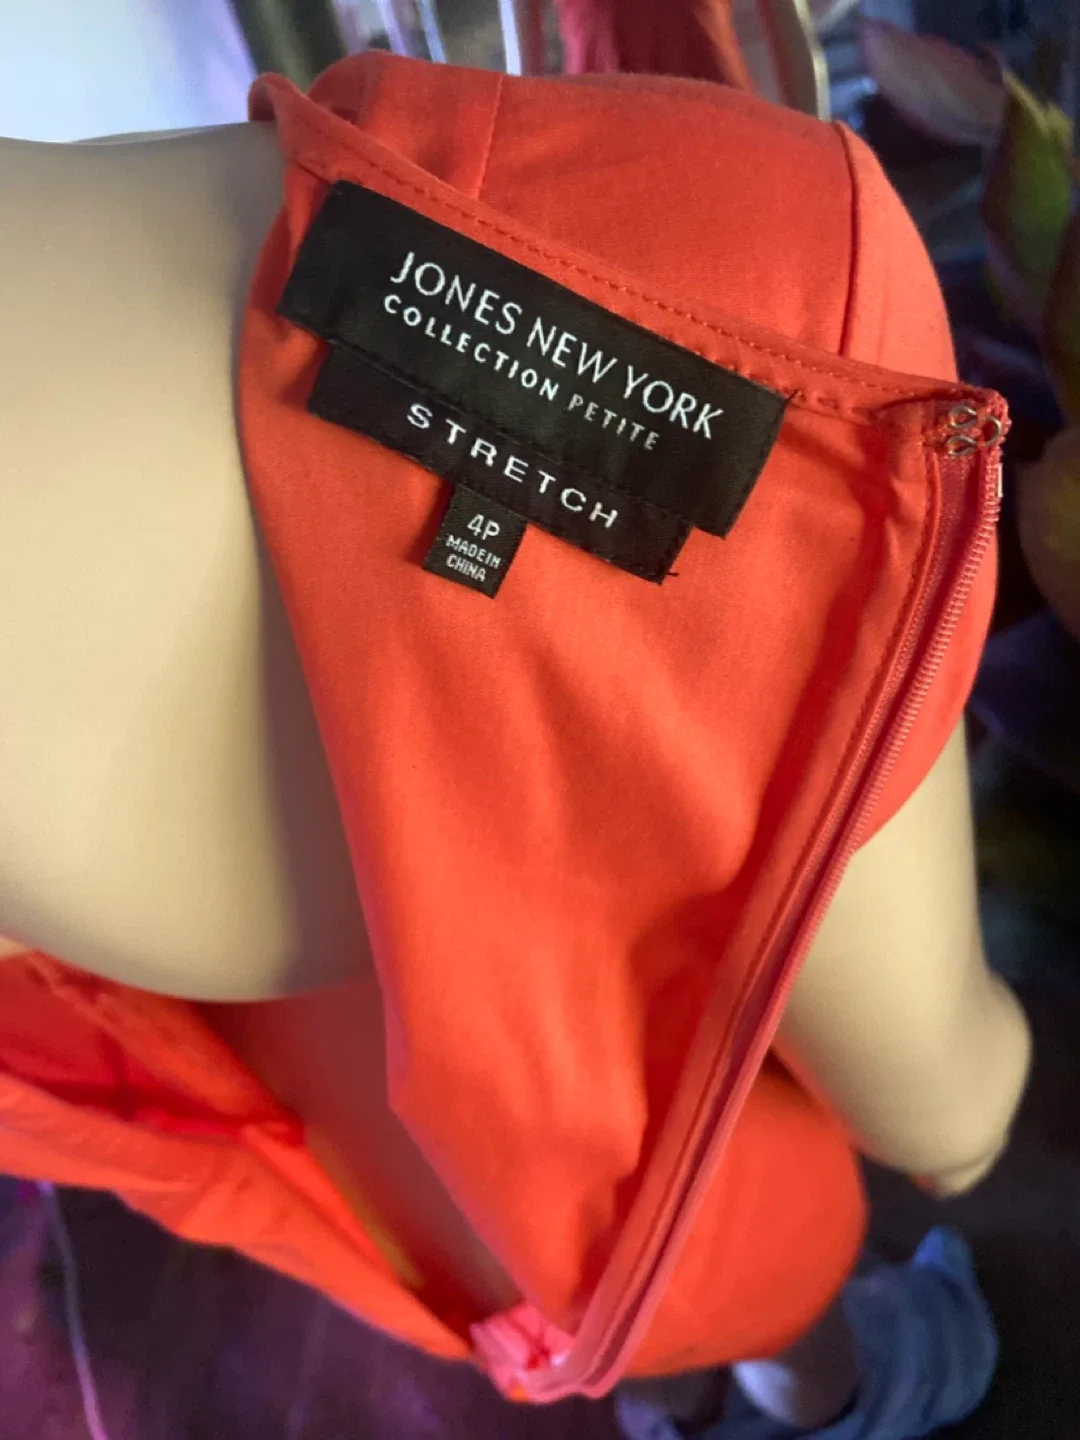 JONES NEW YORK
COLLECTION PETITE
STRETCH
4P
MADE IN
CHINA